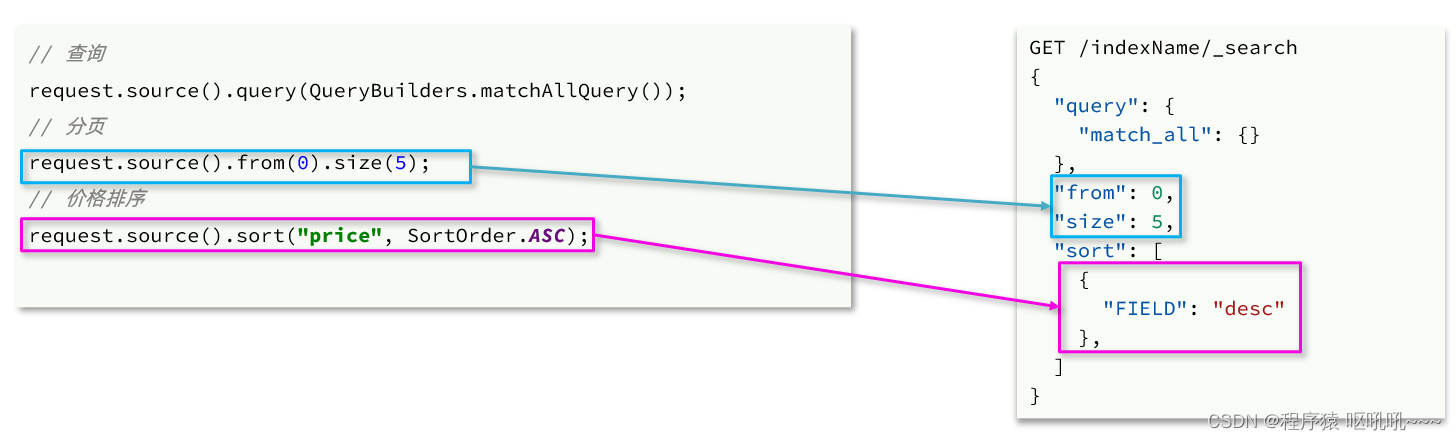 // 查询
request.source().query(QueryBuilders.matchAllQuery());
// 分页
request.source().from(0).size(5);
// 价格排序
request.source().sort("price", SortOrder.ASC);
GET /indexName/_search
{
"query": {
"match_all": {}
},
"from": 0,
"size": 5,
"sort": [
{
"FIELD": "desc"
},
]
}
CSDN @程序猿 呕吼吼~~~